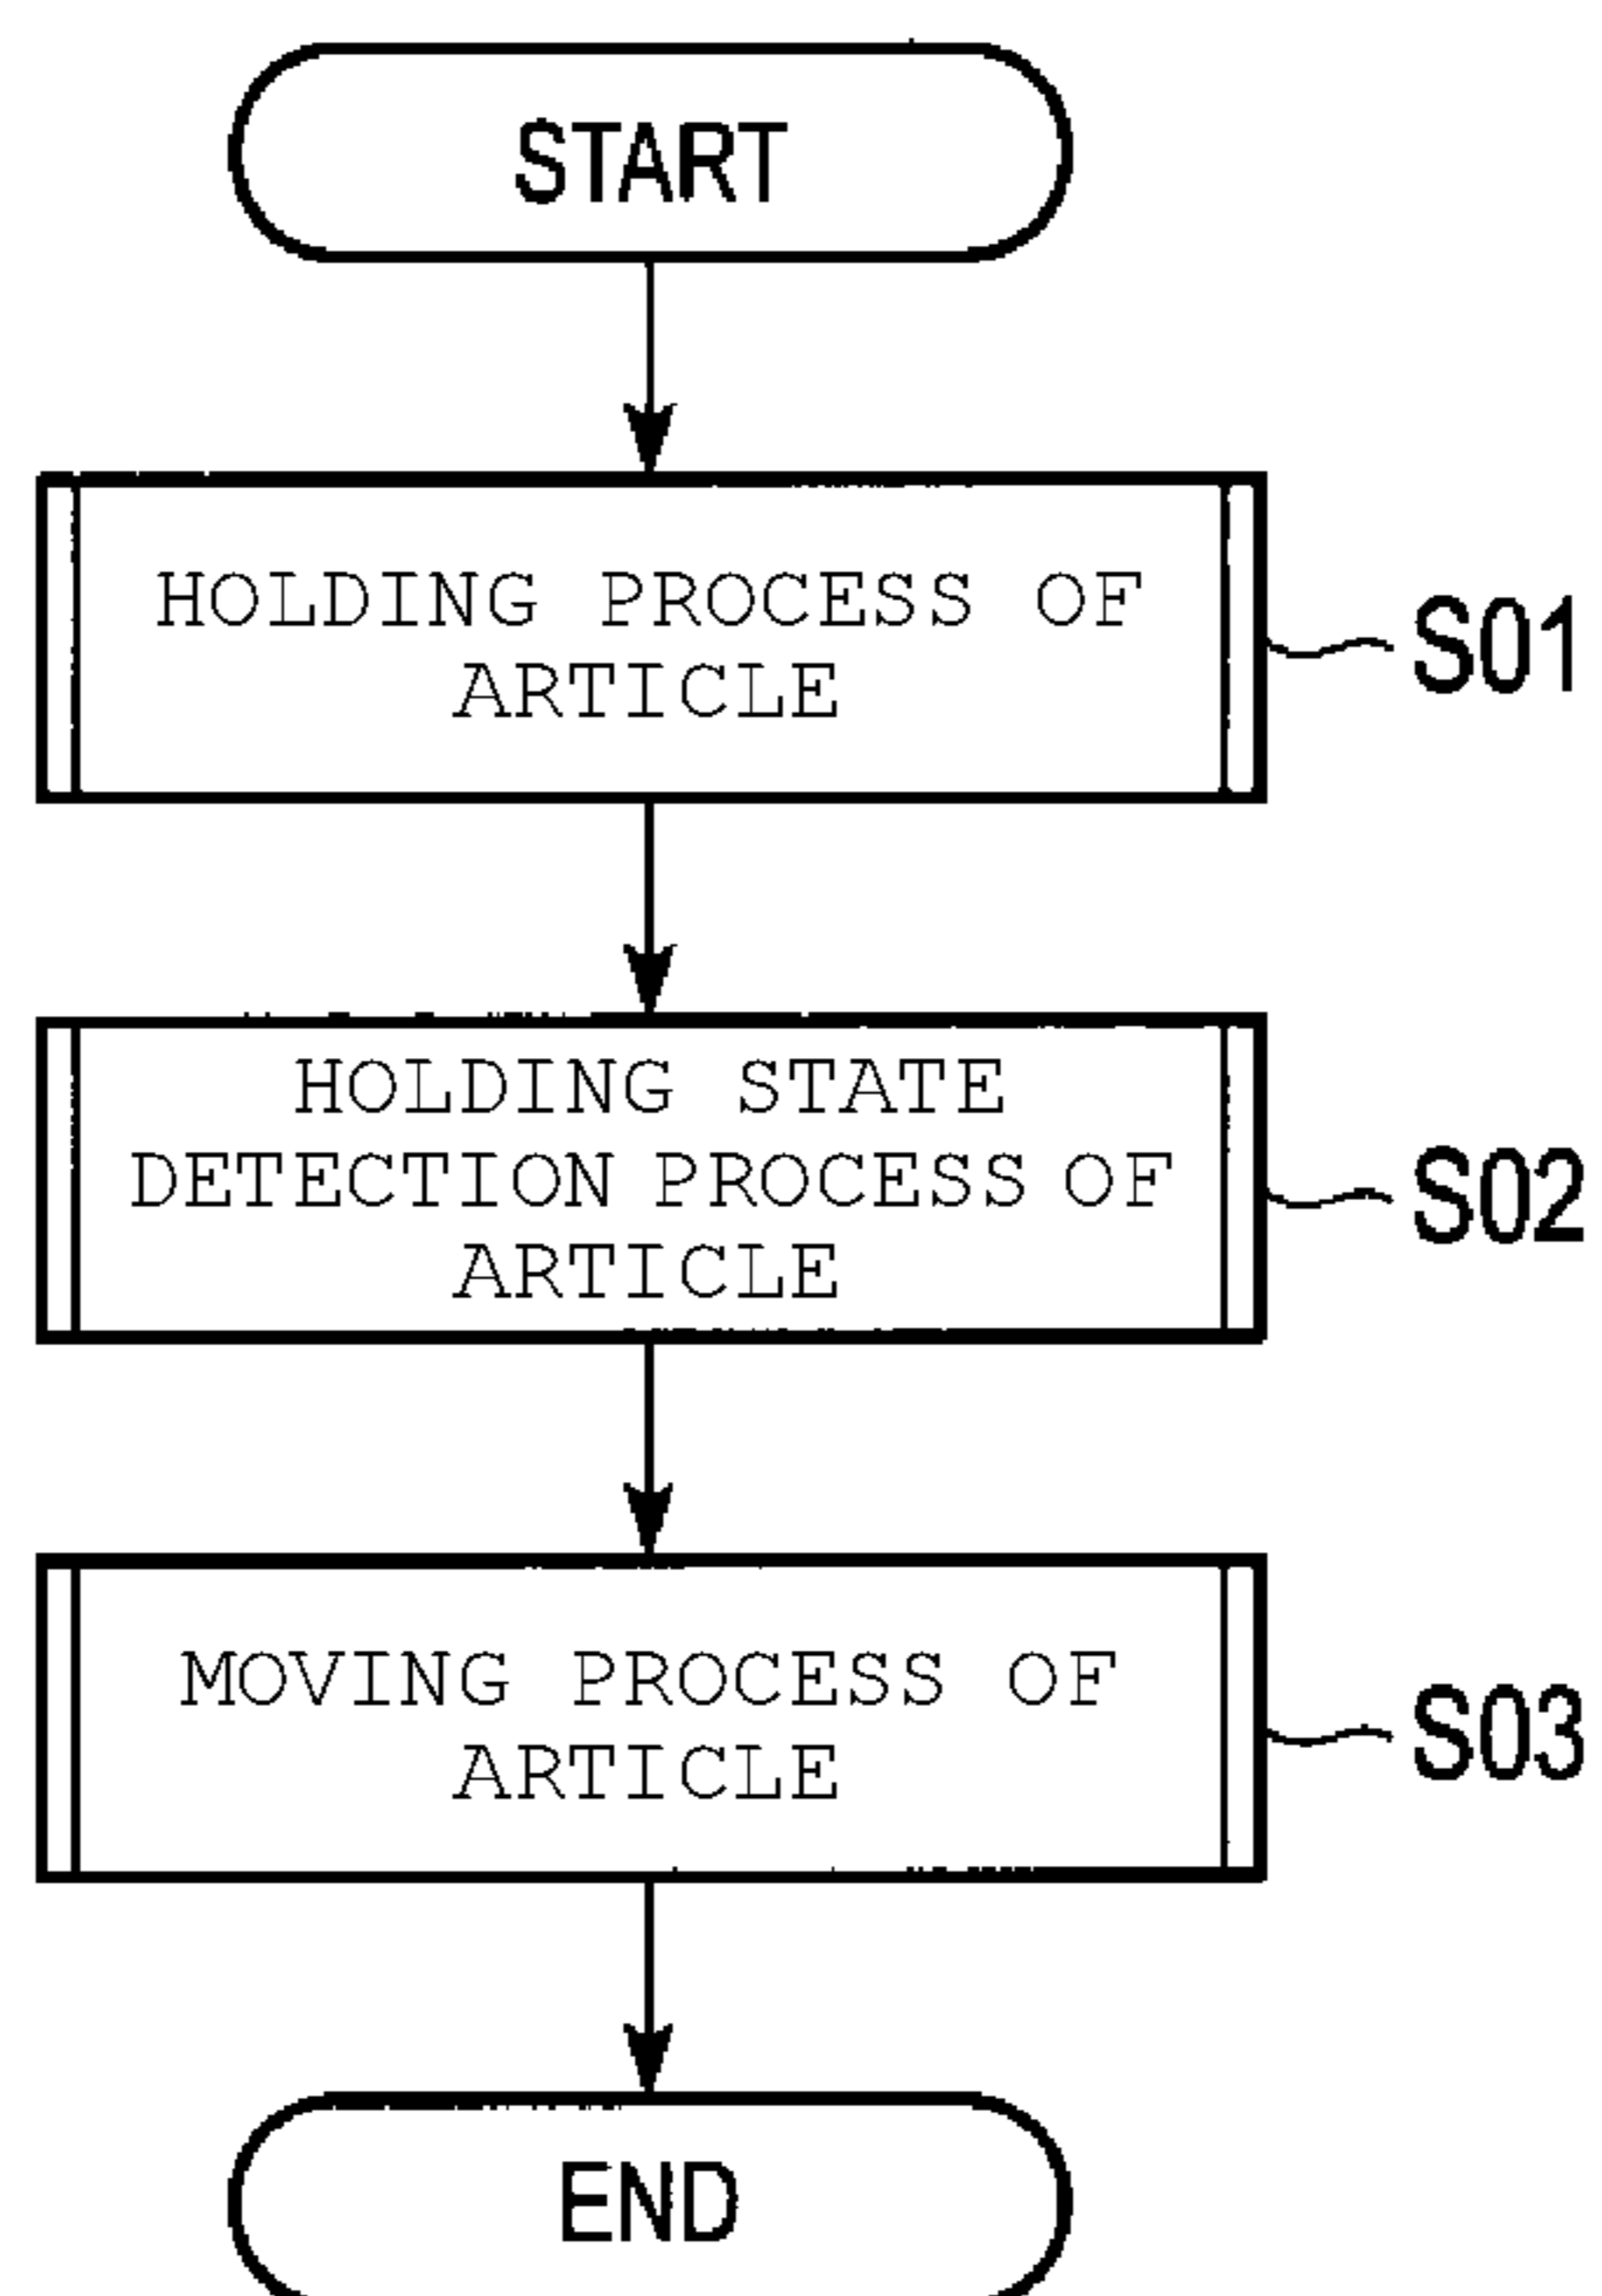 START
HOLDING PROCESS OF
ARTICLE
S01
HOLDING STATE
DETECTION PROCESS OF
ARTICLE
S02
MOVING PROCESS OF
ARTICLE
S03
END